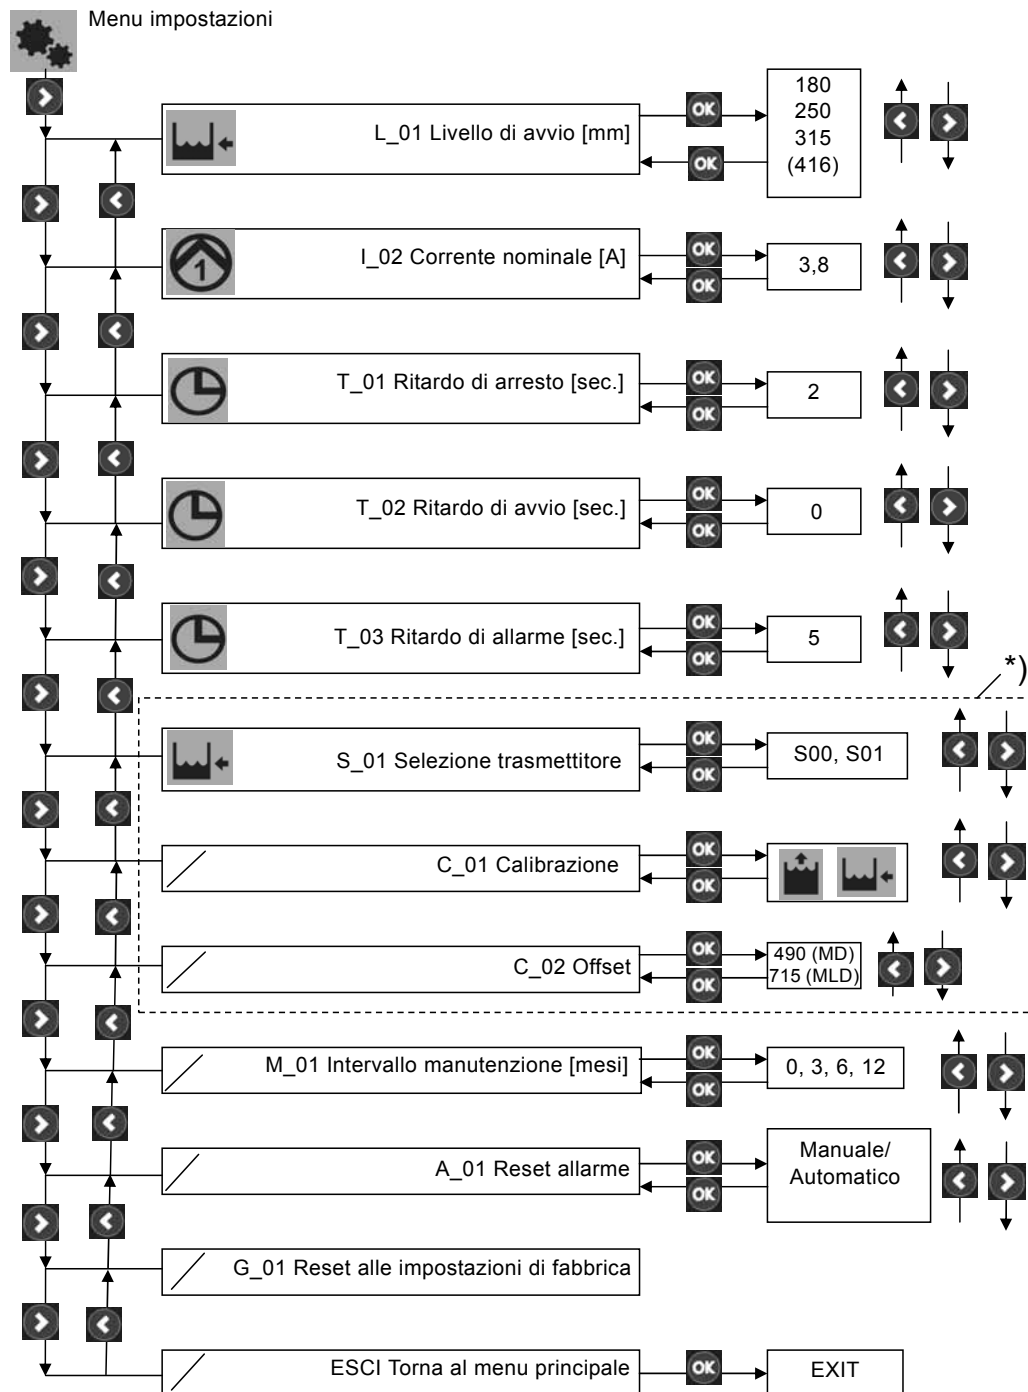 Menu impostazioni
L_01 Livello di avvio [mm]
OK
OK
180
250
315
(416)
1
I_02 Corrente nominale [A]
OK
OK
3,8
T_01 Ritardo di arresto [sec.]
OK
OK
2
T_02 Ritardo di avvio [sec.]
OK
OK
0
T_03 Ritardo di allarme [sec.]
OK
OK
5
*)
S_01 Selezione trasmettitore
OK
OK
S00, S01
C_01 Calibrazione
OK
OK
C_02 Offset
OK
OK
490 (MD)
715 (MLD)
M_01 Intervallo manutenzione [mesi]
OK
OK
0, 3, 6, 12
A_01 Reset allarme
OK
OK
Manuale/
Automatico
G_01 Reset alle impostazioni di fabbrica
ESCI Torna al menu principale
OK
EXIT